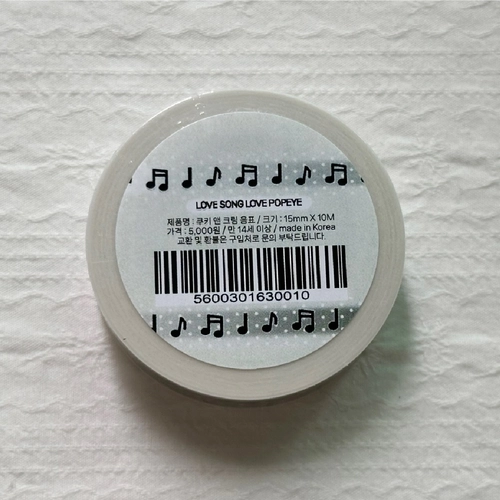 LOVE SONG LOVE POPEYE
제품명 : 쿠키 앤 크림 음표 / 크기 : 15mm X 10M
가격 : 5,000원 / 만 14세 이상 / made in Korea
교환 및 환불은 구입처로 문의 부탁드립니다.
5600301630010